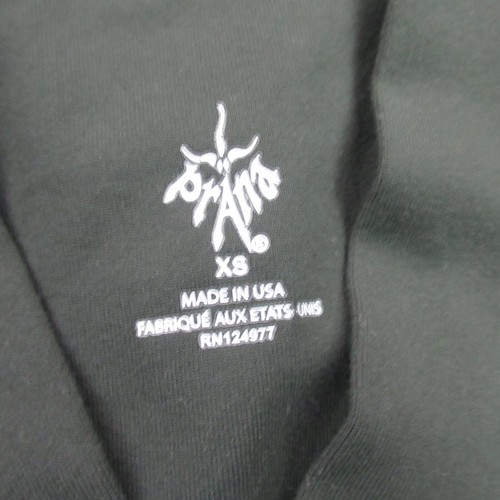 prAna®
XS
MADE IN USA
FABRIQUÉ AUX ETATS-UNIS
RN124977